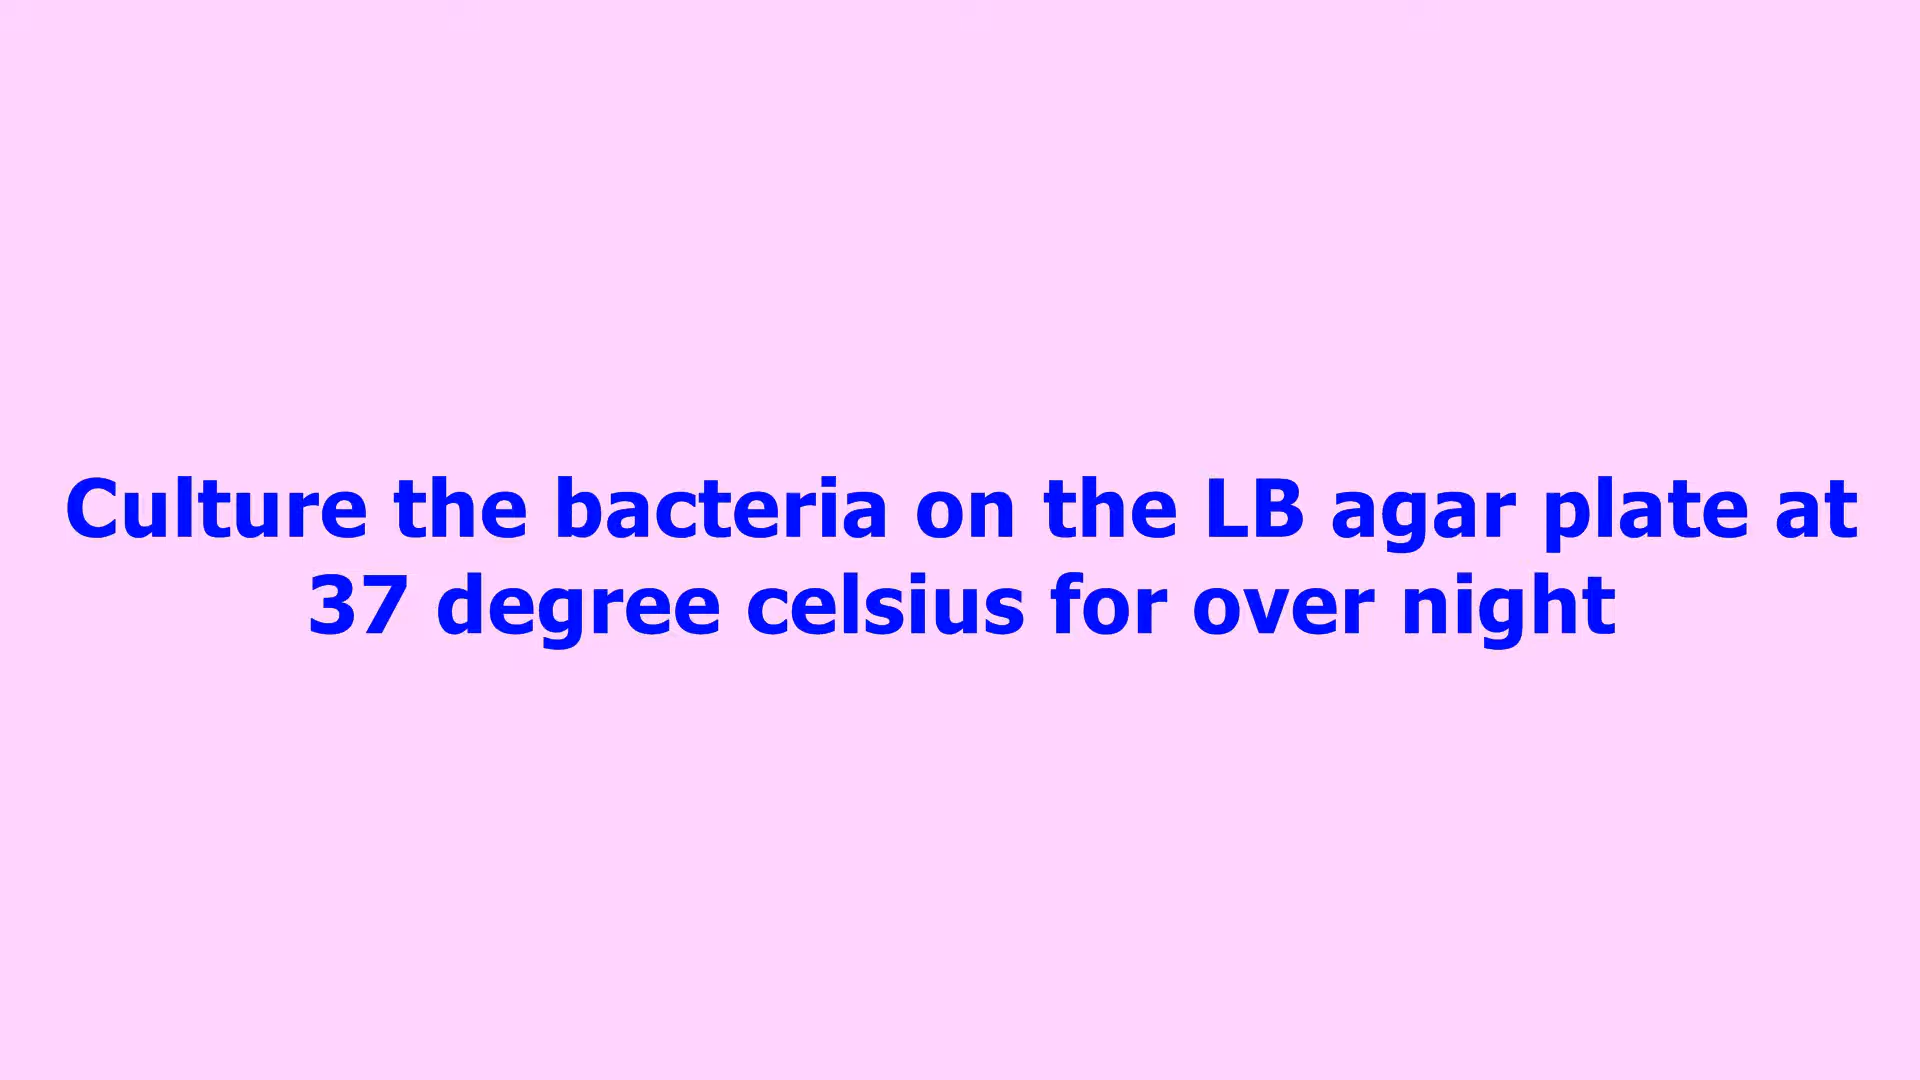 Culture the bacteria on the LB agar plate at
37 degree celsius for over night